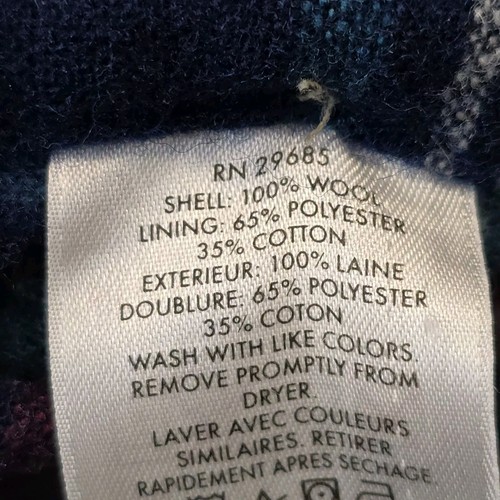 RN 29685
SHELL: 100% WOOL
LINING: 65% POLYESTER
35% COTTON
EXTERIEUR: 100% LAINE
DOUBLURE: 65% POLYESTER
35% COTON
WASH WITH LIKE COLORS.
REMOVE PROMPTLY FROM
DRYER.
LAVER AVEC COULEURS
SIMILAIRES. RETIRER
RAPIDEMENT APRES SECHAGE.